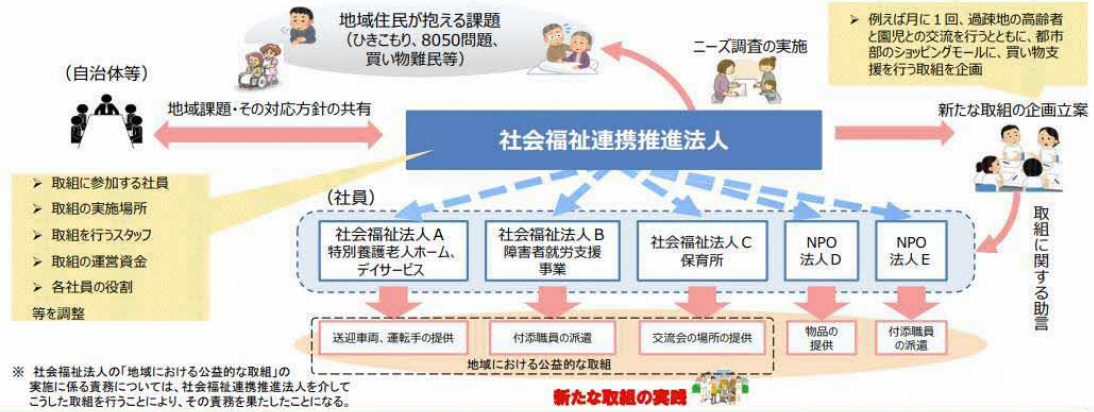 地域住民が抱える課題
(ひきこもり、8050問題、
買い物難民等)
ニーズ調査の実施
➢ 例えば月に1回、過疎地の高齢者
と園児との交流を行うとともに、都市
部のショッピングモールに、買い物支
援を行う取組を企画
(自治体等)
地域課題・その対応方針の共有
社会福祉連携推進法人
新たな取組の企画立案
➢ 取組に参加する社員
➢ 取組の実施場所
➢ 取組を行うスタッフ
➢ 取組の運営資金
➢ 各社員の役割
等を調整
(社員)
社会福祉法人A
特別養護老人ホーム、
デイサービス
社会福祉法人B
障害者就労支援
事業
社会福祉法人C
保育所
NPO
法人D
NPO
法人E
取組に関する助言
送迎車両、運転手の提供
付添職員の派遣
交流会の場所の提供
物品の
提供
付添職員
の派遣
地域における公益的な取組
新たな取組の実践
※ 社会福祉法人の「地域における公益的な取組」の
実施に係る責務については、社会福祉連携推進法人を介して
こうした取組を行うことにより、その責務を果たしたことになる。